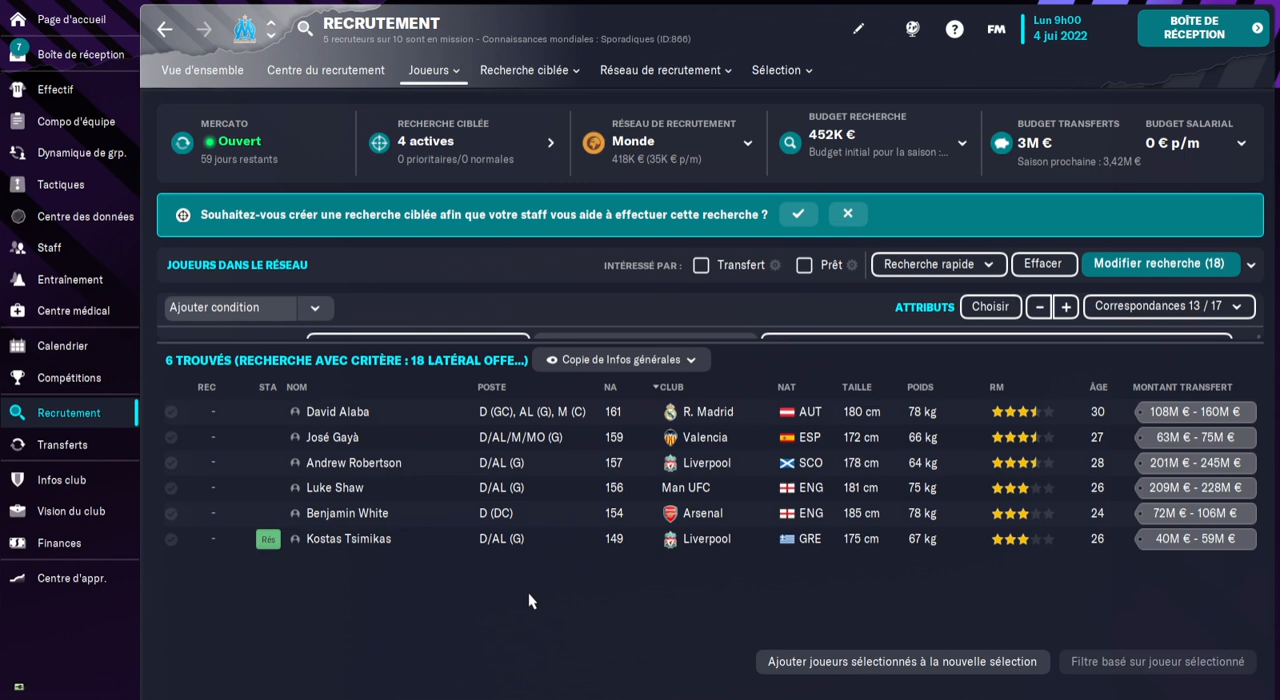 Page d'accueil
7
Boîte de réception
Effectif
Compo d'équipe
Dynamique de grp.
Tactiques
Centre des données
Staff
Entraînement
Centre médical
Calendrier
Compétitions
Recrutement
Transferts
Infos club
Vision du club
Finances
Centre d'appr.
RECRUTEMENT
5 recruteurs sur 10 sont en mission - Connaissances mondiales : Sporadiques (ID:866)
? FM
Lun 9h00
4 jui 2022
BOÎTE DE
RÉCEPTION
Vue d'ensemble Centre du recrutement Joueurs Recherche ciblée Réseau de recrutement Sélection
MERCATO
Ouvert
59 jours restants
RECHERCHE CIBLÉE
4 actives
0 prioritaires/0 normales
RÉSEAU DE RECRUTEMENT
Monde
418K € (35K € p/m)
BUDGET RECHERCHE
452K €
Budget initial pour la saison :...
BUDGET TRANSFERTS
3M €
Saison prochaine : 3,42M €
BUDGET SALARIAL
0 € p/m
Souhaitez-vous créer une recherche ciblée afin que votre staff vous aide à effectuer cette recherche ?
JOUEURS DANS LE RÉSEAU INTÉRESSÉ PAR : Transfert Prêt Recherche rapide Effacer Modifier recherche (18)
Ajouter condition ATTRIBUTS Choisir - + Correspondances 13 / 17
6 TROUVÉS (RECHERCHE AVEC CRITÈRE : 18 LATÉRAL OFFE...) Copie de Infos générales
REC STA NOM POSTE NA CLUB NAT TAILLE POIDS RM ÂGE MONTANT TRANSFERT
- David Alaba D (GC), AL (G), M (C) 161 R. Madrid AUT 180 cm 78 kg 30 108M € - 160M €
- José Gayà D/AL/M/MO (G) 159 Valencia ESP 172 cm 66 kg 27 63M € - 75M €
- Andrew Robertson D/AL (G) 157 Liverpool SCO 178 cm 64 kg 28 201M € - 245M €
- Luke Shaw D/AL (G) 156 Man UFC ENG 181 cm 75 kg 26 209M € - 228M €
- Benjamin White D (DC) 154 Arsenal ENG 185 cm 78 kg 24 72M € - 106M €
- Rés Kostas Tsimikas D/AL (G) 149 Liverpool GRE 175 cm 67 kg 26 40M € - 59M €
Ajouter joueurs sélectionnés à la nouvelle sélection Filtre basé sur joueur sélectionné